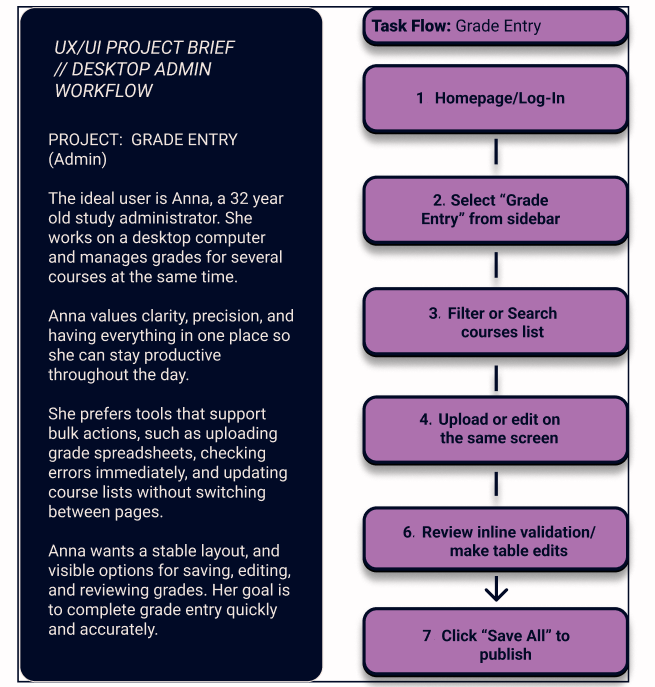 UX/UI PROJECT BRIEF
// DESKTOP ADMIN
WORKFLOW
PROJECT:  GRADE ENTRY
(Admin)
The ideal user is Anna, a 32 year
old study administrator. She
works on a desktop computer
and manages grades for several
courses at the same time.
Anna values clarity, precision, and
having everything in one place so
she can stay productive
throughout the day.
She prefers tools that support
bulk actions, such as uploading
grade spreadsheets, checking
errors immediately, and updating
course lists without switching
between pages.
Anna wants a stable layout, and
visible options for saving, editing,
and reviewing grades. Her goal is
to complete grade entry quickly
and accurately.
Task Flow: Grade Entry
1  Homepage/Log-In
2. Select “Grade
Entry” from sidebar
3. Filter or Search
courses list
4. Upload or edit on
the same screen
6. Review inline validation/
make table edits
7  Click “Save All” to
publish